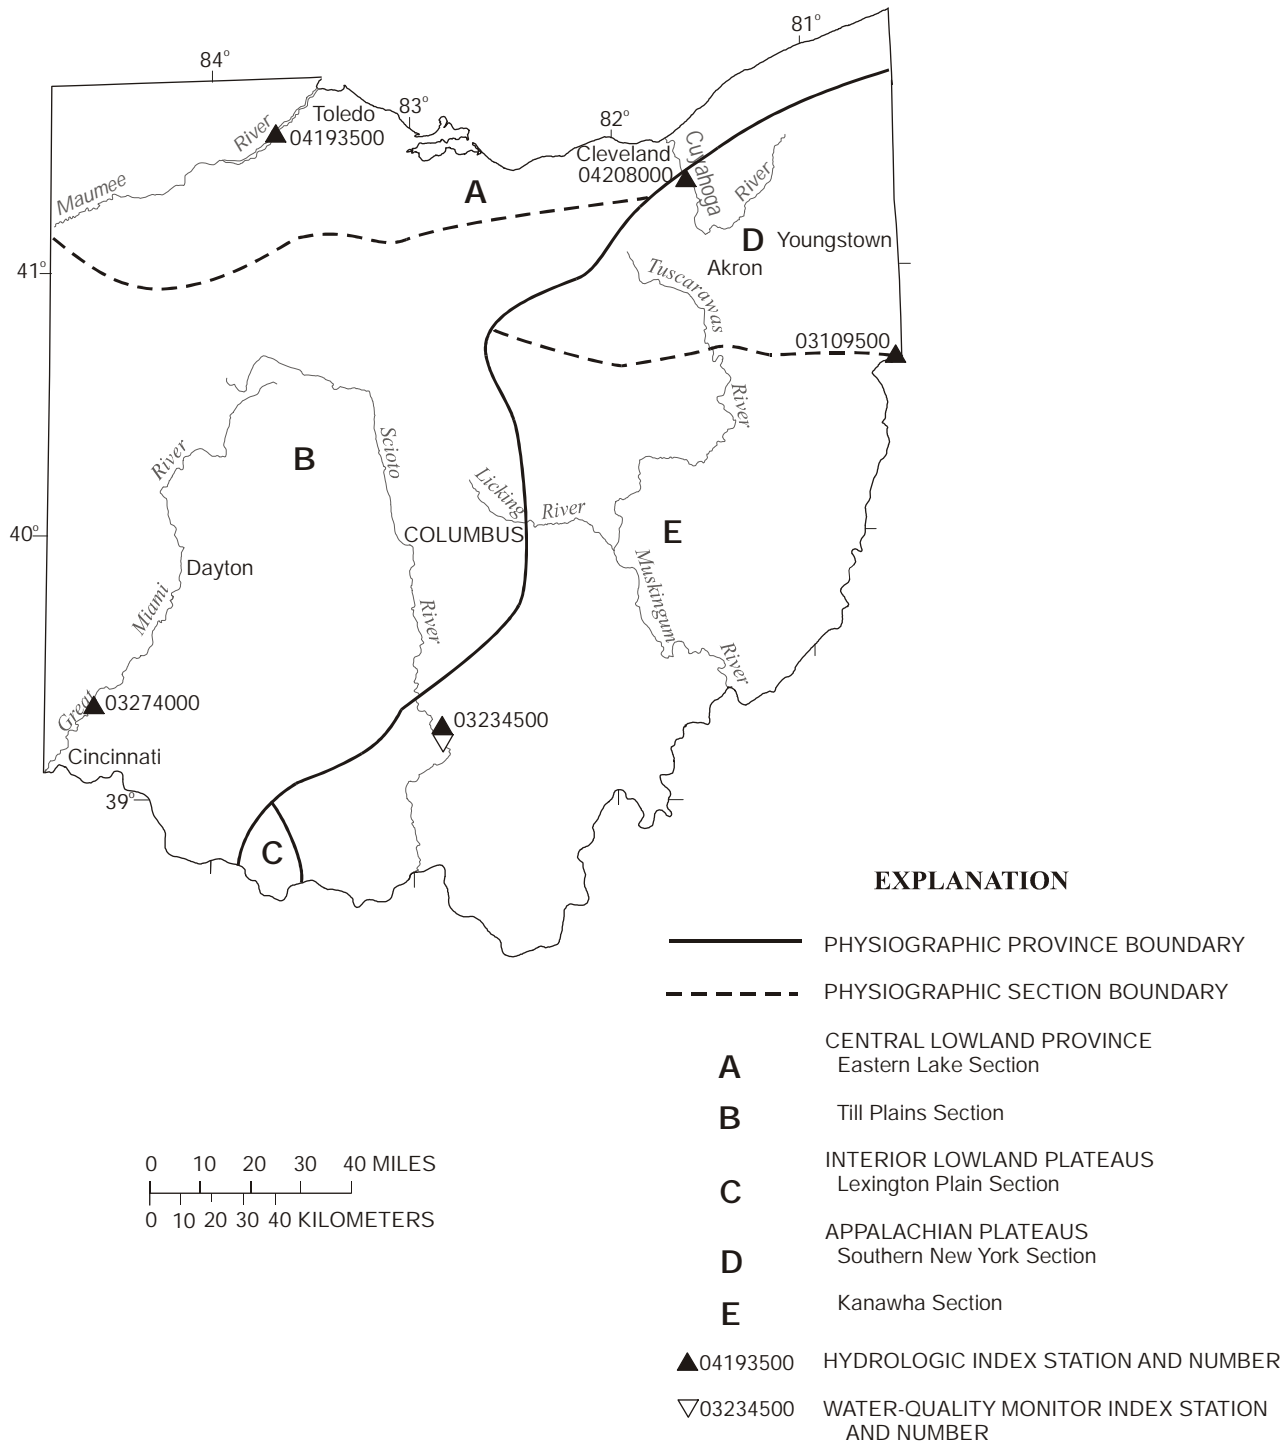 81°
84°
Toledo
83°
82°
River
04193500
Cleveland
04208000
Cuyahoga
River
Maumee
A
D
Youngstown
41°
Akron
Tuscarawas
03109500
River
River
Scioto
B
Licking
River
E
40°
COLUMBUS
Dayton
Muskingum
Miami
River
River
Great
03274000
03234500
Cincinnati
39°
C
EXPLANATION
PHYSIOGRAPHIC PROVINCE BOUNDARY
PHYSIOGRAPHIC SECTION BOUNDARY
CENTRAL LOWLAND PROVINCE
A Eastern Lake Section
B Till Plains Section
INTERIOR LOWLAND PLATEAUS
C Lexington Plain Section
APPALACHIAN PLATEAUS
D Southern New York Section
E Kanawha Section
04193500 HYDROLOGIC INDEX STATION AND NUMBER
03234500 WATER-QUALITY MONITOR INDEX STATION
AND NUMBER
0 10 20 30 40 MILES
0 10 20 30 40 KILOMETERS